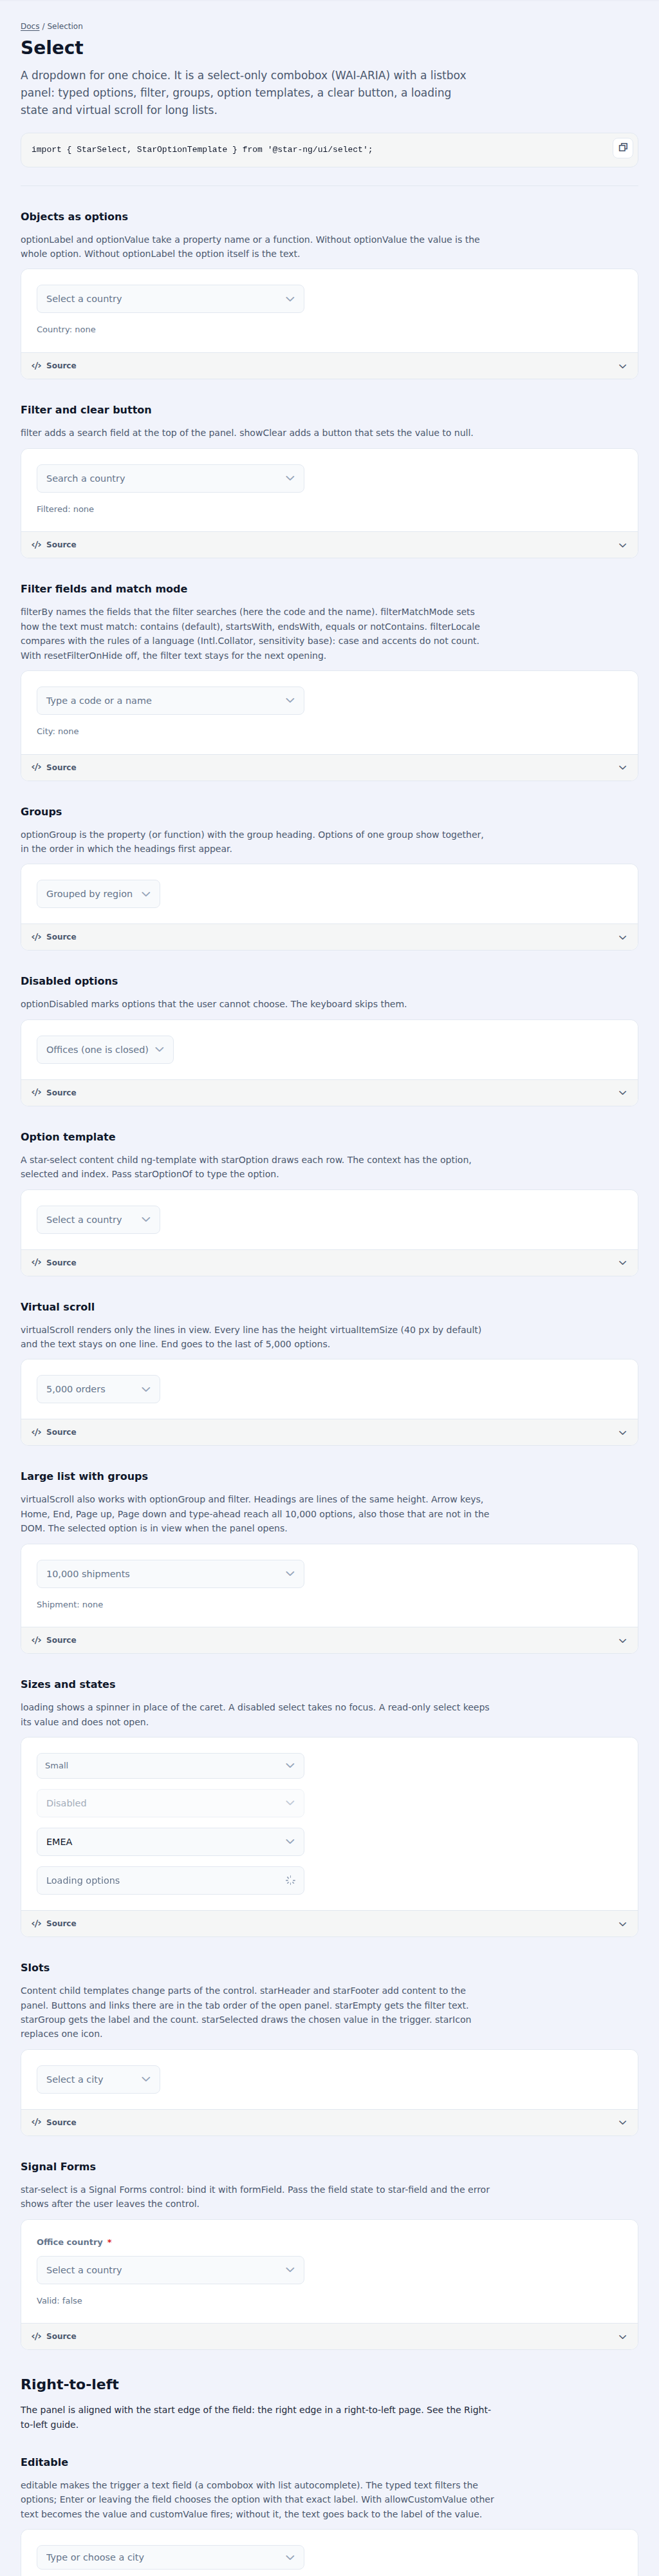 Docs / Selection
Select
A dropdown for one choice. It is a select-only combobox (WAI-ARIA) with a listbox
panel: typed options, filter, groups, option templates, a clear button, a loading
state and virtual scroll for long lists.
import { StarSelect, StarOptionTemplate } from '@star-ng/ui/select';
Objects as options
optionLabel and optionValue take a property name or a function. Without optionValue the value is the
whole option. Without optionLabel the option itself is the text.
Select a country
Country: none
Source
Filter and clear button
filter adds a search field at the top of the panel. showClear adds a button that sets the value to null.
Search a country
Filtered: none
Source
Filter fields and match mode
filterBy names the fields that the filter searches (here the code and the name). filterMatchMode sets
how the text must match: contains (default), startsWith, endsWith, equals or notContains. filterLocale
compares with the rules of a language (Intl.Collator, sensitivity base): case and accents do not count.
With resetFilterOnHide off, the filter text stays for the next opening.
Type a code or a name
City: none
Source
Groups
optionGroup is the property (or function) with the group heading. Options of one group show together,
in the order in which the headings first appear.
Grouped by region
Source
Disabled options
optionDisabled marks options that the user cannot choose. The keyboard skips them.
Offices (one is closed)
Source
Option template
A star-select content child ng-template with starOption draws each row. The context has the option,
selected and index. Pass starOptionOf to type the option.
Select a country
Source
Virtual scroll
virtualScroll renders only the lines in view. Every line has the height virtualItemSize (40 px by default)
and the text stays on one line. End goes to the last of 5,000 options.
5,000 orders
Source
Large list with groups
virtualScroll also works with optionGroup and filter. Headings are lines of the same height. Arrow keys,
Home, End, Page up, Page down and type-ahead reach all 10,000 options, also those that are not in the
DOM. The selected option is in view when the panel opens.
10,000 shipments
Shipment: none
Source
Sizes and states
loading shows a spinner in place of the caret. A disabled select takes no focus. A read-only select keeps
its value and does not open.
Small
Disabled
EMEA
Loading options
Source
Slots
Content child templates change parts of the control. starHeader and starFooter add content to the
panel. Buttons and links there are in the tab order of the open panel. starEmpty gets the filter text.
starGroup gets the label and the count. starSelected draws the chosen value in the trigger. starIcon
replaces one icon.
Select a city
Source
Signal Forms
star-select is a Signal Forms control: bind it with formField. Pass the field state to star-field and the error
shows after the user leaves the control.
Office country *
Select a country
Valid: false
Source
Right-to-left
The panel is aligned with the start edge of the field: the right edge in a right-to-left page. See the Right-
to-left guide.
Editable
editable makes the trigger a text field (a combobox with list autocomplete). The typed text filters the
options; Enter or leaving the field chooses the option with that exact label. With allowCustomValue other
text becomes the value and customValue fires; without it, the text goes back to the label of the value.
Type or choose a city